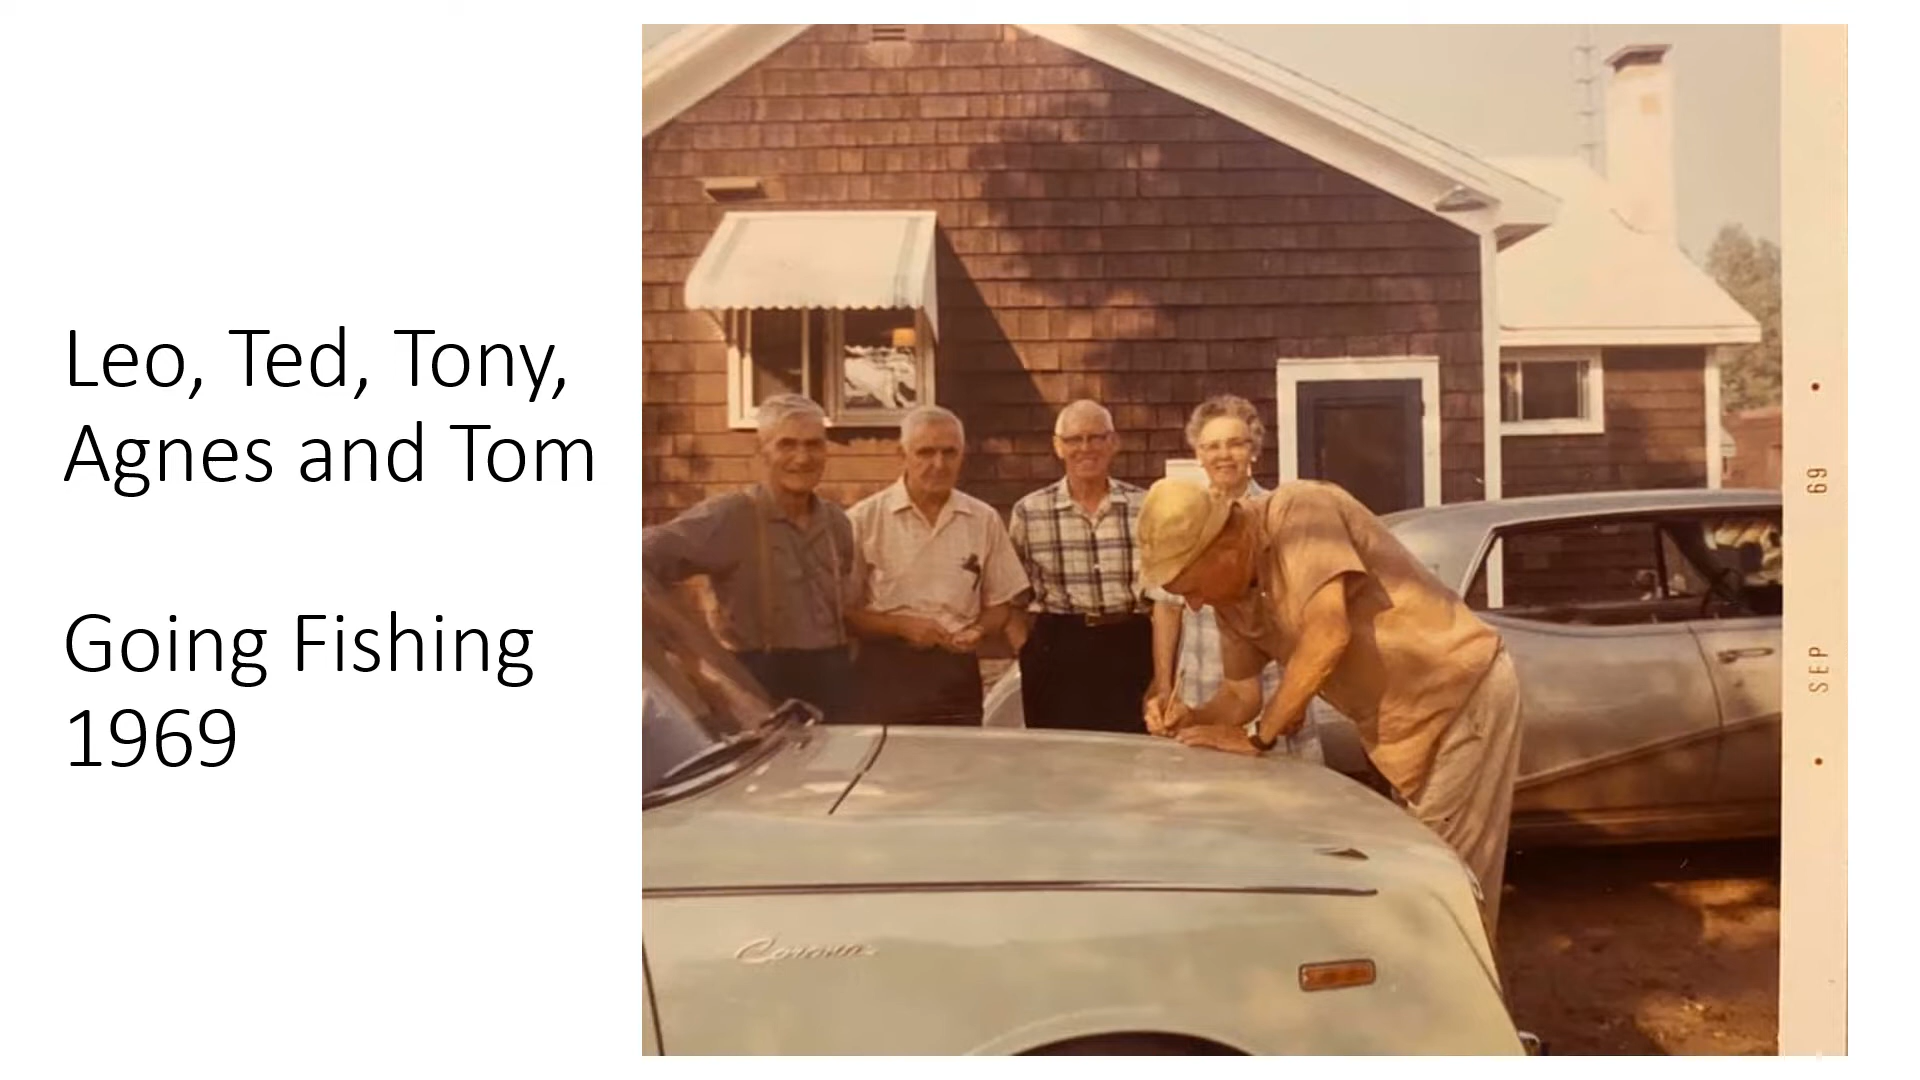 Leo, Ted, Tony,
Agnes and Tom
Going Fishing
1969
Corona
SEP 69